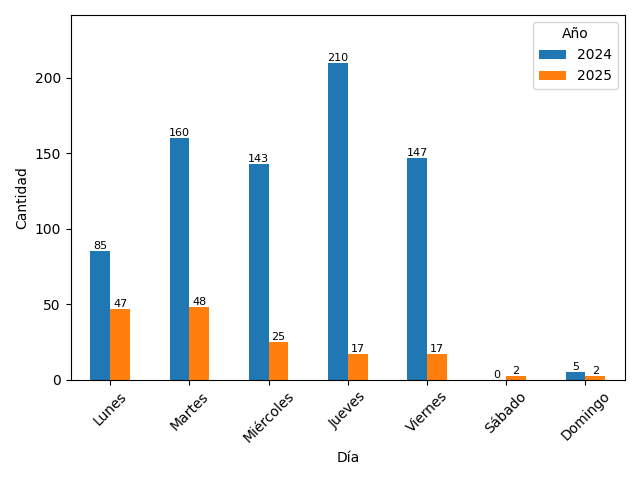 Año
2024
2025
200
150
100
50
0
Cantidad
85
47
160
48
143
25
210
17
147
17
0
2
5
2
Lunes
Martes
Miércoles
Jueves
Viernes
Sábado
Domingo
Día